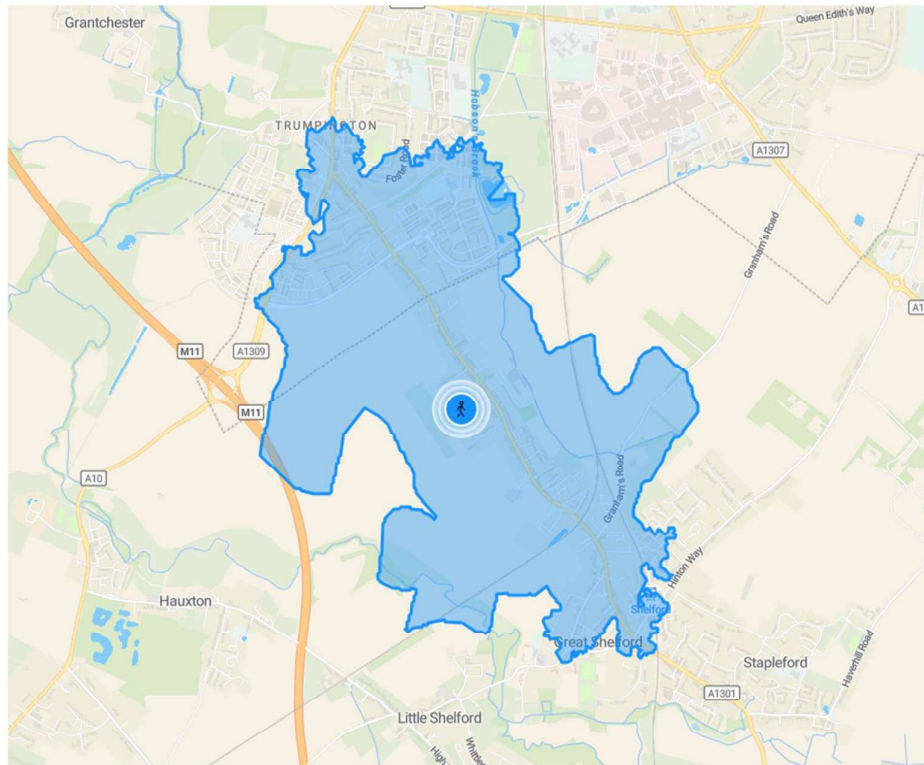 Grantchester
Queen Edith's Way
Hobson's Brook
TRUMPINGTON
Foster Road
A1307
Granham's Road
M11
A1309
M11
A10
Granham's Road
Hinton Way
Hauxton
Shelford
Great Shelford
Stapleford
Haverhill Road
A1301
Little Shelford